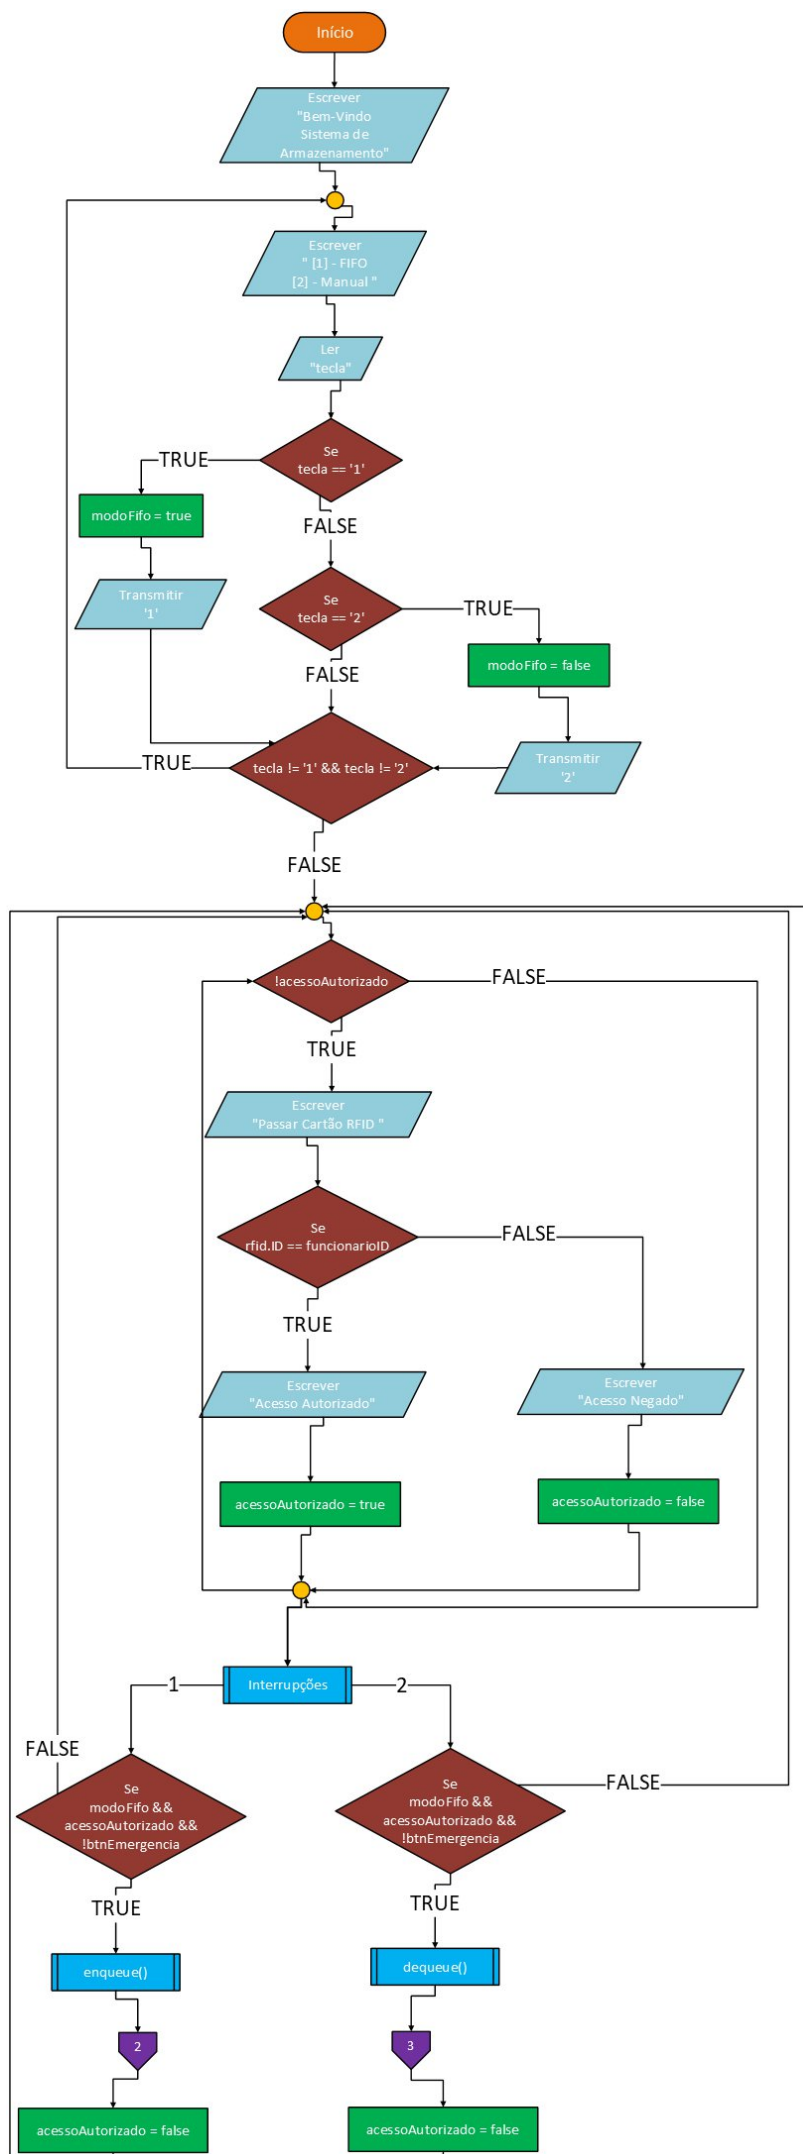 Início
Escrever
"Bem-Vindo
Sistema de
Armazenamento"
Escrever
" [1] - FIFO
[2] - Manual "
Ler
"tecla"
Se
tecla == '1'
TRUE
modoFifo = true
Transmitir
'1'
FALSE
Se
tecla == '2'
TRUE
modoFifo = false
Transmitir
'2'
FALSE
tecla != '1' && tecla != '2'
TRUE
FALSE
!acessoAutorizado
FALSE
TRUE
Escrever
"Passar Cartão RFID "
Se
rfid.ID == funcionarioID
FALSE
TRUE
Escrever
"Acesso Autorizado"
Escrever
"Acesso Negado"
acessoAutorizado = true
acessoAutorizado = false
Interrupções
1
2
Se
modoFifo &&
acessoAutorizado &&
!btnEmergencia
FALSE
TRUE
Se
modoFifo &&
acessoAutorizado &&
!btnEmergencia
FALSE
TRUE
enqueue()
dequeue()
2
3
acessoAutorizado = false
acessoAutorizado = false